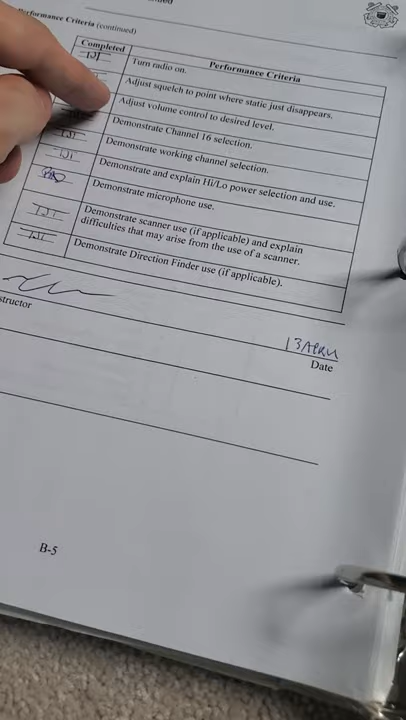 Performance Criteria (continued)
Completed
Performance Criteria
Turn radio on.
Adjust squelch to point where static just disappears.
Adjust volume control to desired level.
Demonstrate Channel 16 selection.
Demonstrate working channel selection.
Demonstrate and explain Hi/Lo power selection and use.
Demonstrate microphone use.
Demonstrate scanner use (if applicable) and explain
difficulties that may arise from the use of a scanner.
Demonstrate Direction Finder use (if applicable).
structor
Date
B-5